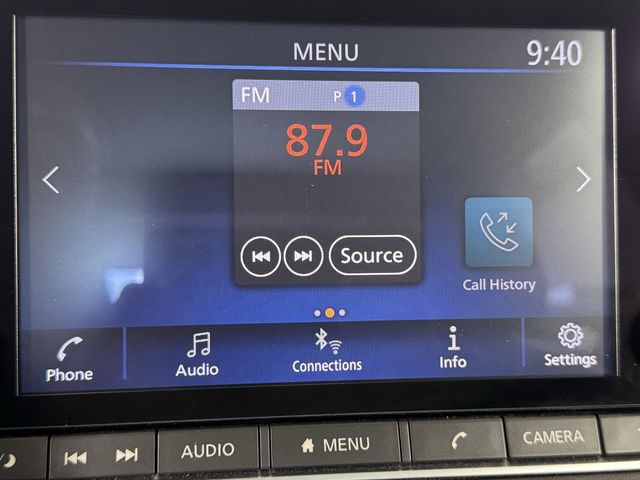 MENU
9:40
FM P 1
87.9
FM
Source
Call History
Phone
Audio
Connections
Info
Settings
AUDIO
MENU
CAMERA